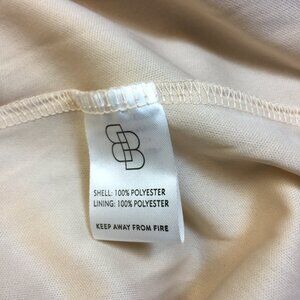 SHELL: 100% POLYESTER
LINING: 100% POLYESTER
KEEP AWAY FROM FIRE